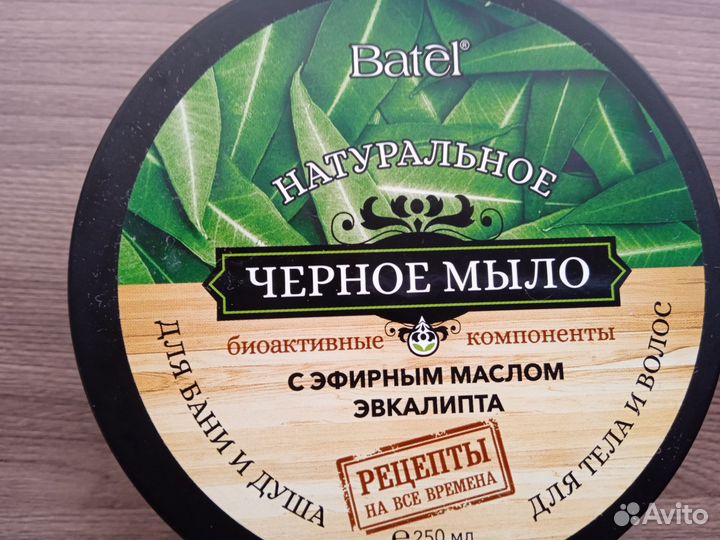 Batel®
НАТУРАЛЬНОЕ
ЧЕРНОЕ МЫЛО
биоактивные компоненты
С ЭФИРНЫМ МАСЛОМ
ЭВКАЛИПТА
ДЛЯ БАНИ И ДУША
ДЛЯ ТЕЛА И ВОЛОС
РЕЦЕПТЫ
НА ВСЕ ВРЕМЕНА
℮250 мл
Avito